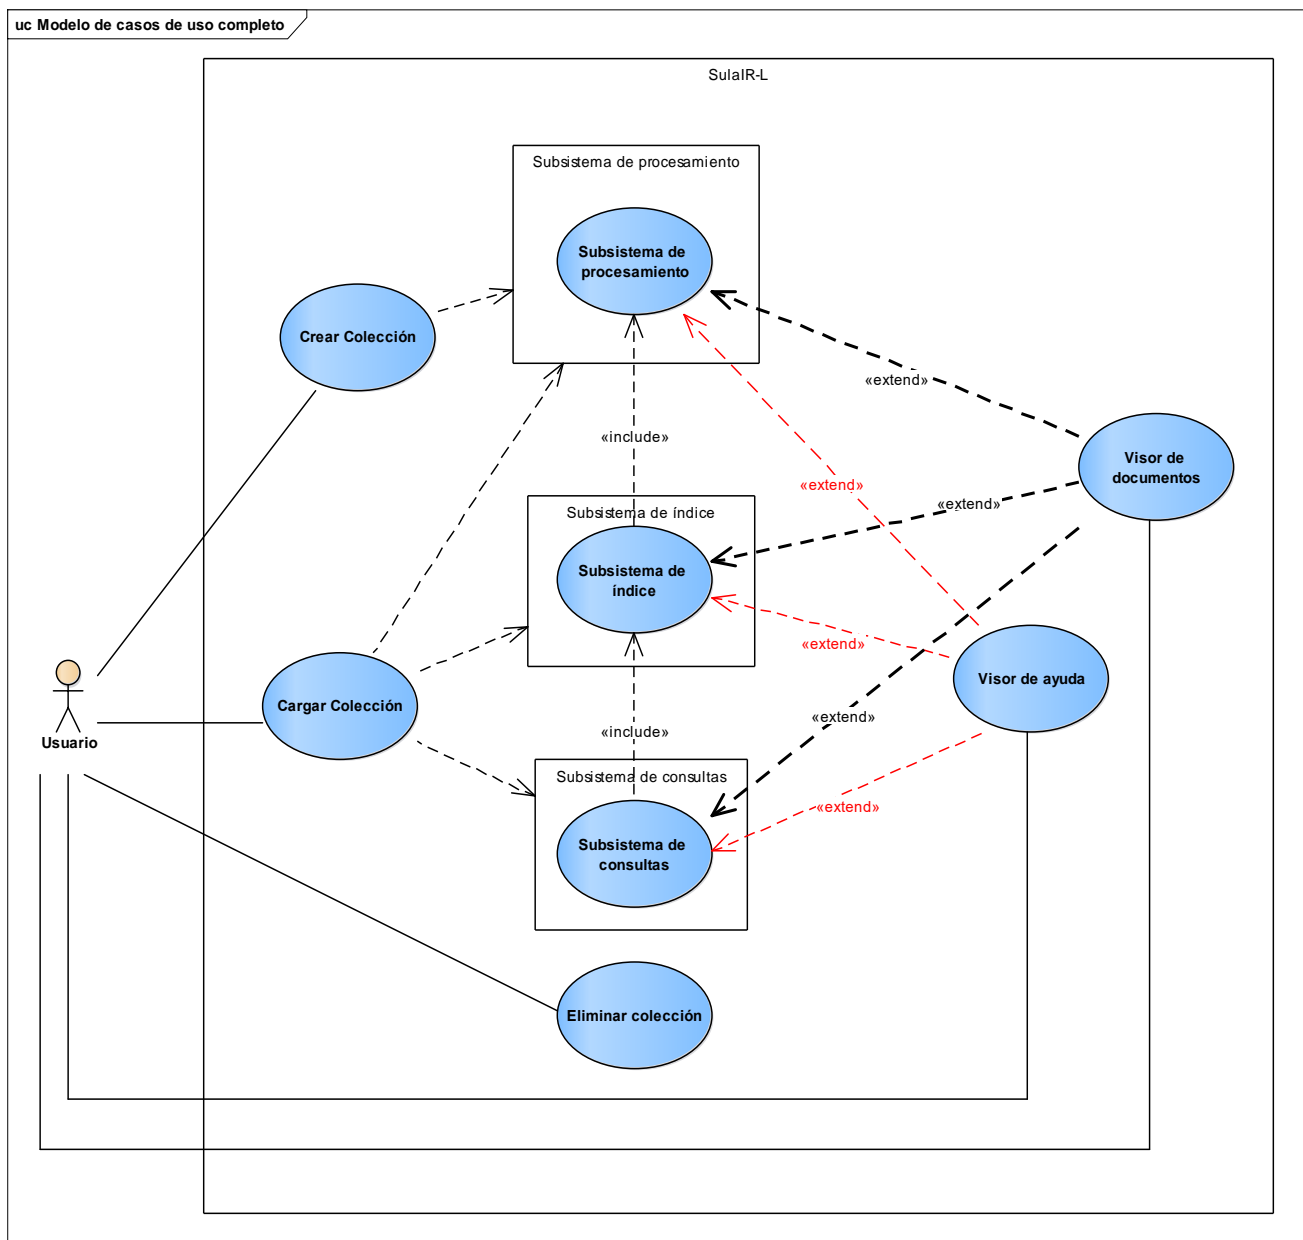 uc Modelo de casos de uso completo
SulaIR-L
Subsistema de procesamiento
Subsistema de
procesamiento
Crear Colección
«extend»
«include»
Visor de
documentos
«extend»
«extend»
Subsistema de índice
Subsistema de
índice
«extend»
Visor de ayuda
Cargar Colección
«extend»
Usuario
«include»
Subsistema de consultas
«extend»
Subsistema de
consultas
Eliminar colección